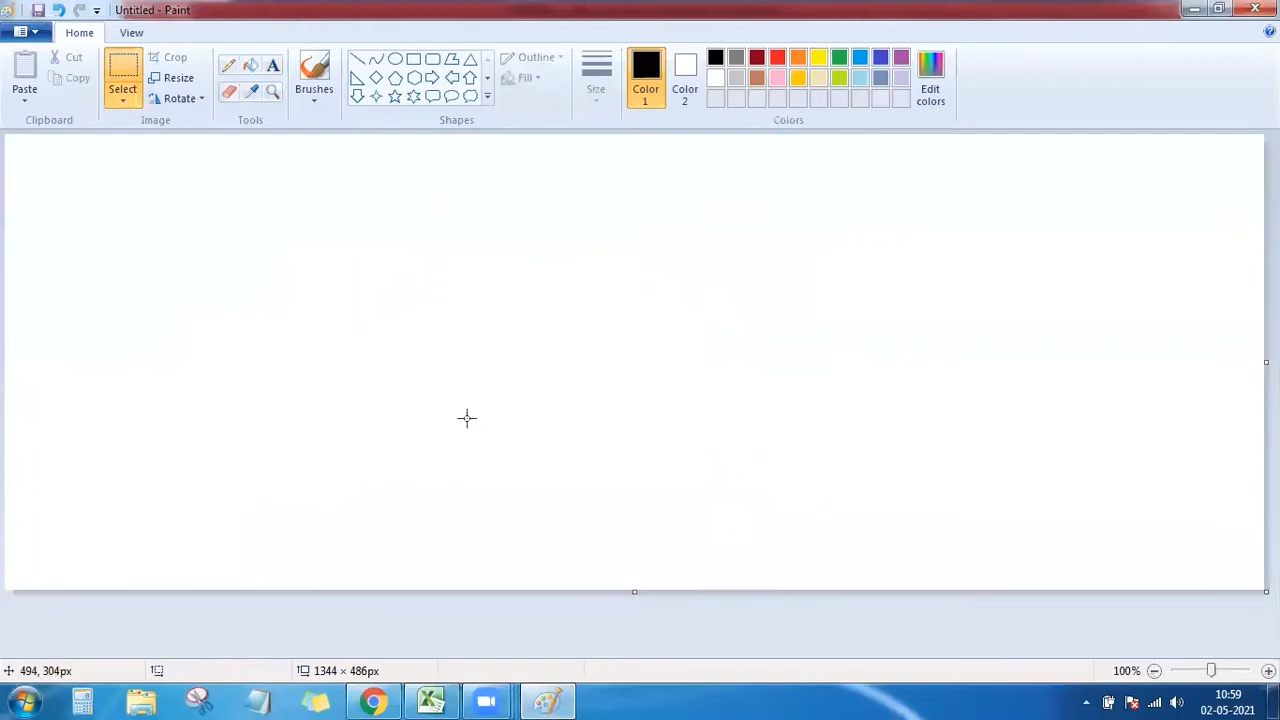 Untitled - Paint
Home View
Paste
Cut
Copy
Clipboard
Select
Crop
Resize
Rotate
Image
Tools
Brushes
Shapes
Outline
Fill
Size
Color 1
Color 2
Edit colors
Colors
494, 304px
1344 × 486px
100%
10:59
02-05-2021